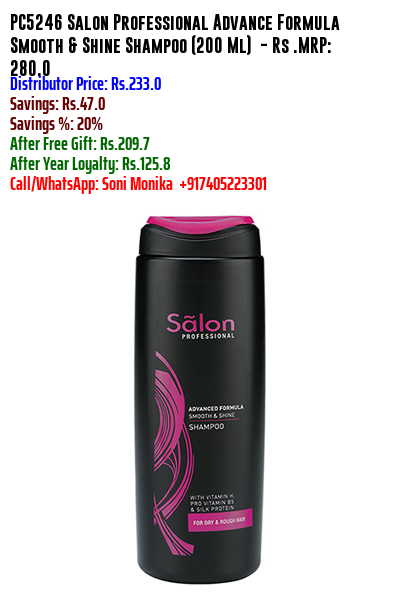 PC5246 Salon Professional Advance Formula
Smooth & Shine Shampoo (200 Ml)  - Rs .MRP:
280.0
Distributor Price: Rs.233.0
Savings: Rs.47.0
Savings %: 20%
After Free Gift: Rs.209.7
After Year Loyalty: Rs.125.8
Call/WhatsApp: Soni Monika  +917405223301
Sãlon
PROFESSIONAL
ADVANCED FORMULA
SMOOTH & SHINE
SHAMPOO
WITH VITAMIN H,
PRO VITAMIN B5
& SILK PROTEIN
FOR DRY & ROUGH HAIR